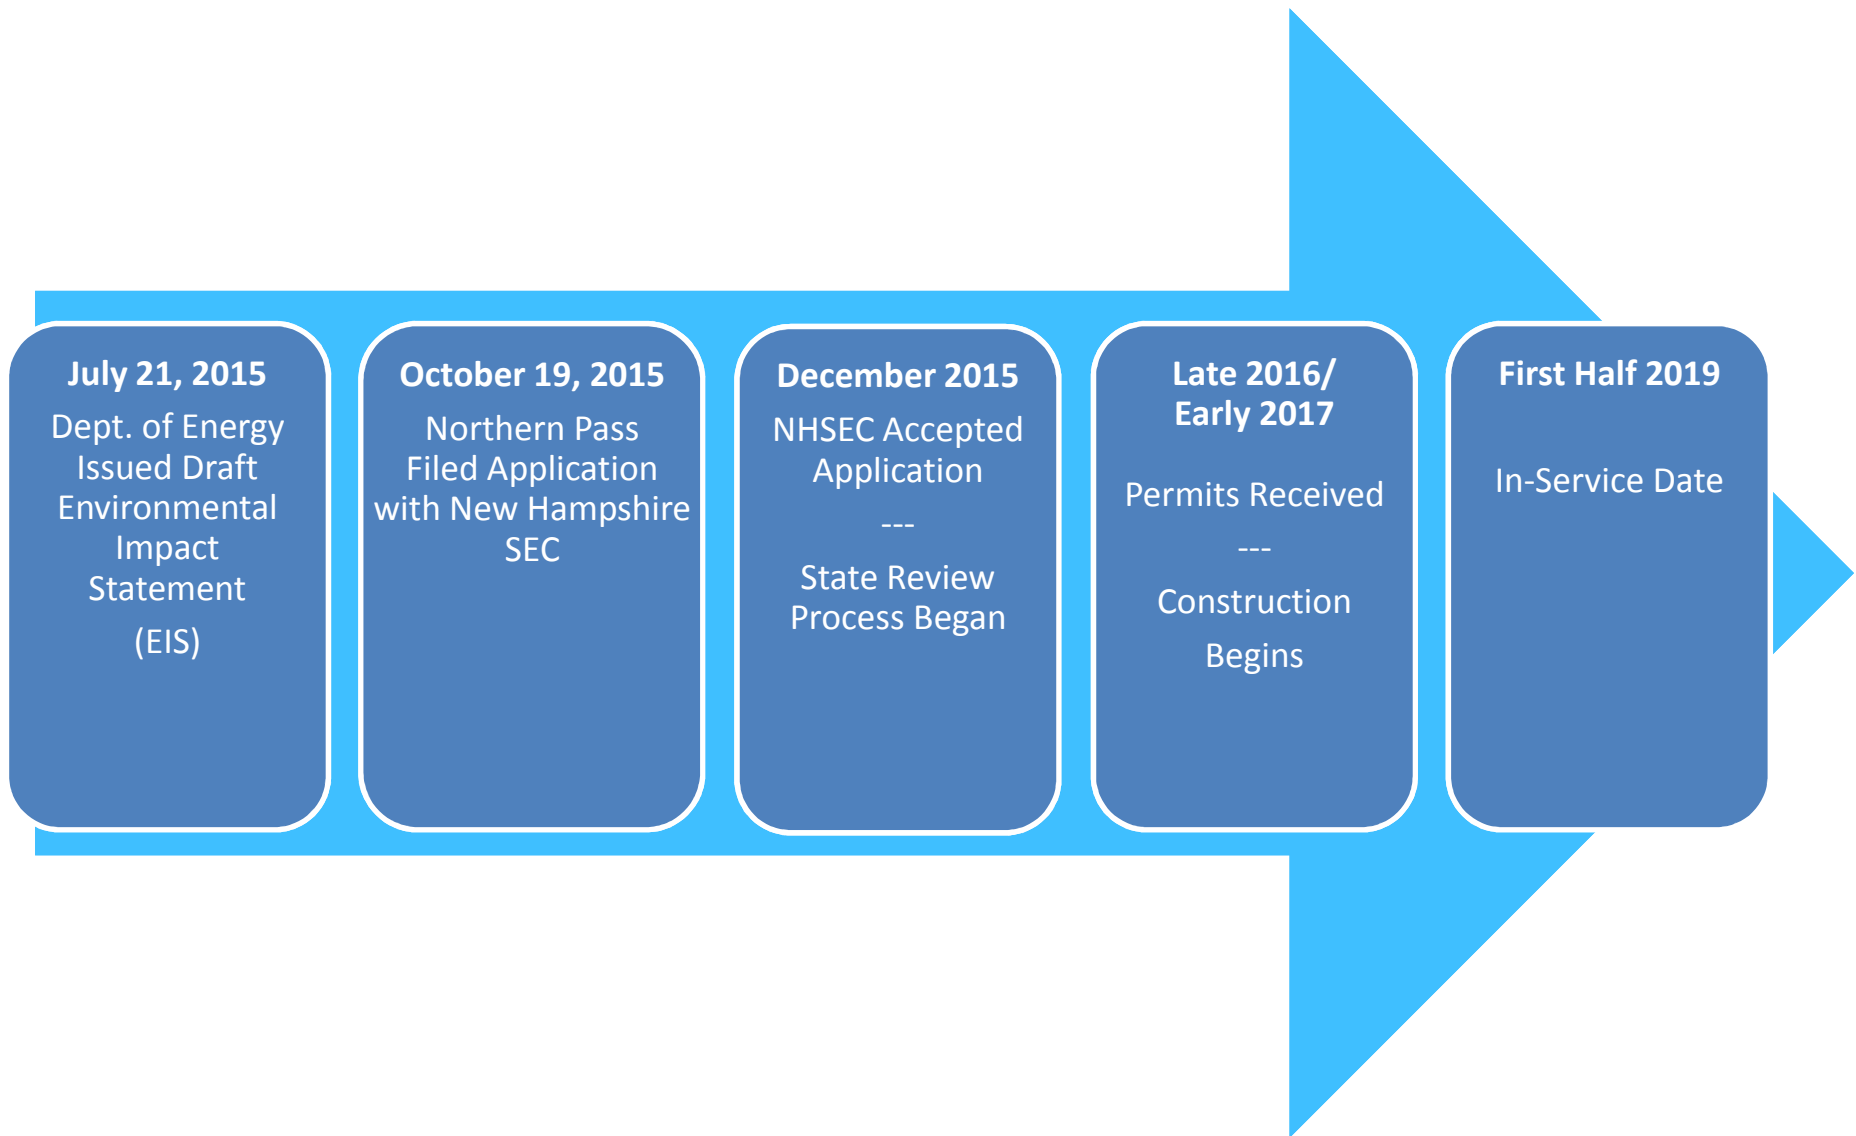 July 21, 2015
Dept. of Energy
Issued Draft
Environmental
Impact
Statement
(EIS)
October 19, 2015
Northern Pass
Filed Application
with New Hampshire
SEC
December 2015
NHSEC Accepted
Application
---
State Review
Process Began
Late 2016/
Early 2017
Permits Received
---
Construction
Begins
First Half 2019
In-Service Date